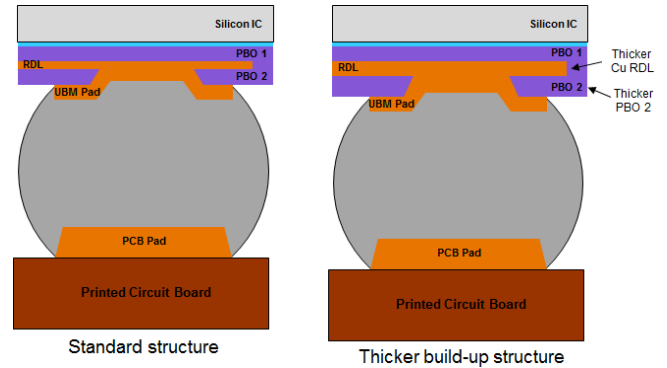 Silicon IC
PBO 1
RDL
PBO 2
UBM Pad
PCB Pad
Printed Circuit Board
Standard structure
Silicon IC
PBO 1
RDL
PBO 2
UBM Pad
PCB Pad
Printed Circuit Board
Thicker build-up structure
Thicker
Cu RDL
Thicker
PBO 2